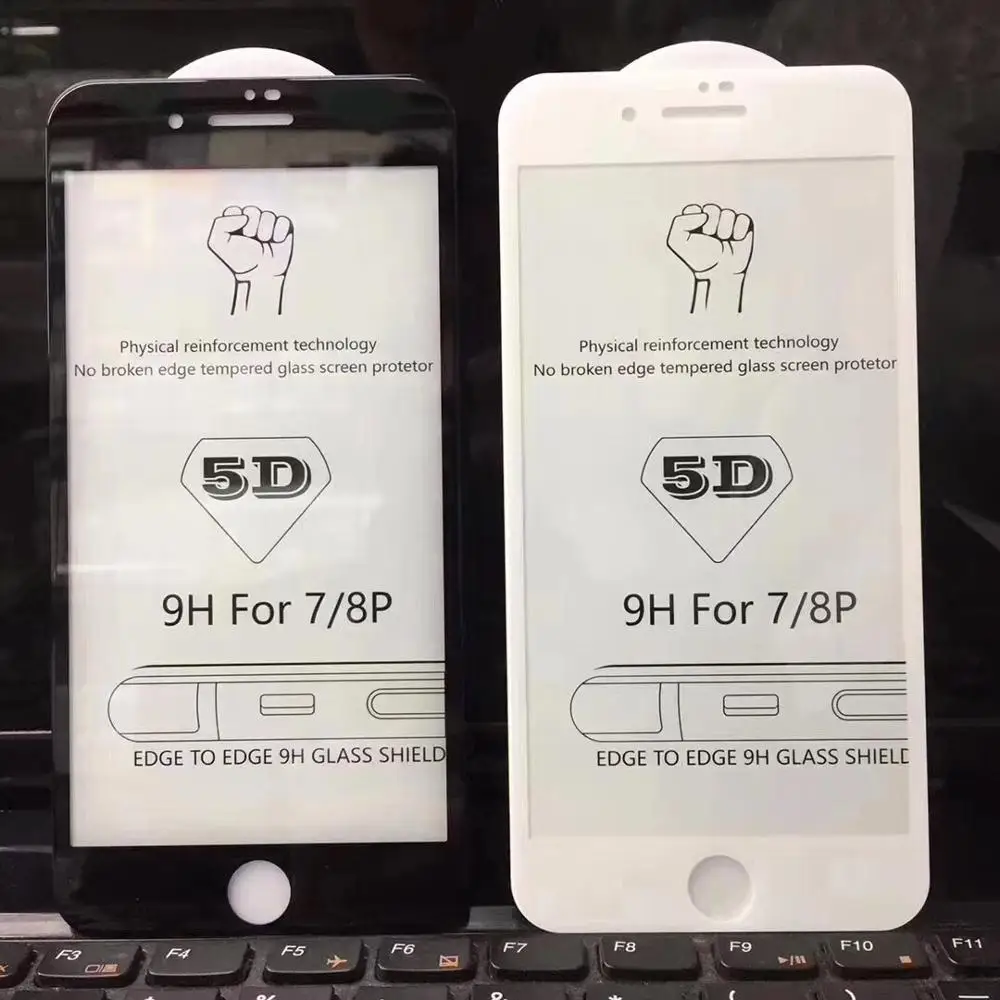 Physical reinforcement technology
No broken edge tempered glass screen protetor
5D
9H For 7/8P
EDGE TO EDGE 9H GLASS SHIELD
Physical reinforcement technology
No broken edge tempered glass screen protetor
5D
9H For 7/8P
EDGE TO EDGE 9H GLASS SHIELD
F3 F4 F5 F6 F7 F8 F9 F10 F11